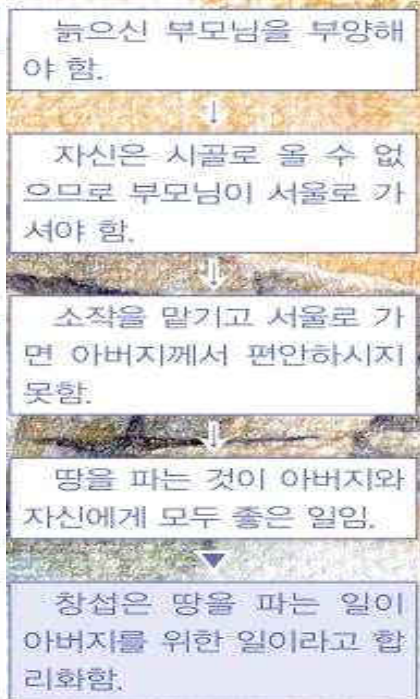 늙으신 부모님을 부양해
야 함.
↓
자신은 시골로 올 수 없
으므로 부모님이 서울로 가
셔야 함.
⇩
소작을 맡기고 서울로 가
면 아버지께서 편안하시지
못함.
⇩
땅을 파는 것이 아버지와
자신에게 모두 좋은 일임.
▼
창섭은 땅을 파는 일이
아버지를 위한 일이라고 합
리화함.